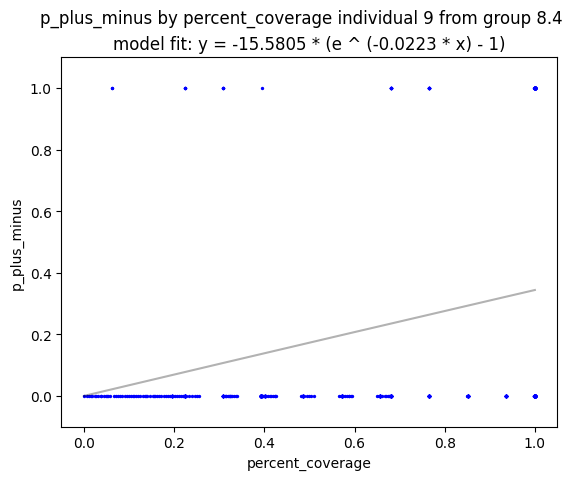 p_plus_minus by percent_coverage individual 9 from group 8.4
model fit: y = -15.5805 * (e ^ (-0.0223 * x) - 1)
1.0
0.8
0.6
0.4
0.2
0.0
p_plus_minus
0.0 0.2 0.4 0.6 0.8 1.0
percent_coverage